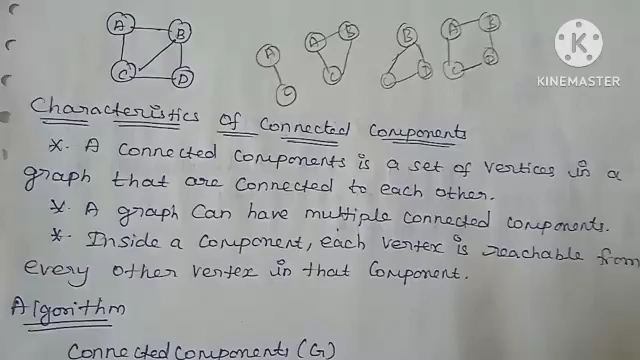 A B
C D
A
C
A B
C
B
C D
A B
C D
KINEMASTER
Characteristics of Connected Components
*. A Connected Components is a set of vertices in a
graph that are connected to each other.
*. A graph Can have multiple connected components.
*. Inside a component, each vertex is reachable from
every other vertex in that Component.
Algorithm
Connected Components (G)